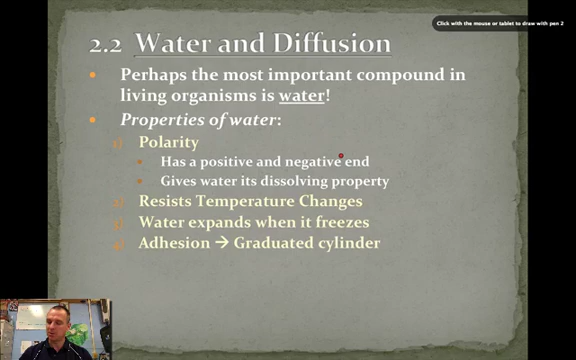 Click with the mouse or tablet to draw with pen 2
2.2 Water and Diffusion
• Perhaps the most important compound in
living organisms is water!
• Properties of water:
1) Polarity
• Has a positive and negative end
• Gives water its dissolving property
2) Resists Temperature Changes
3) Water expands when it freezes
4) Adhesion → Graduated cylinder